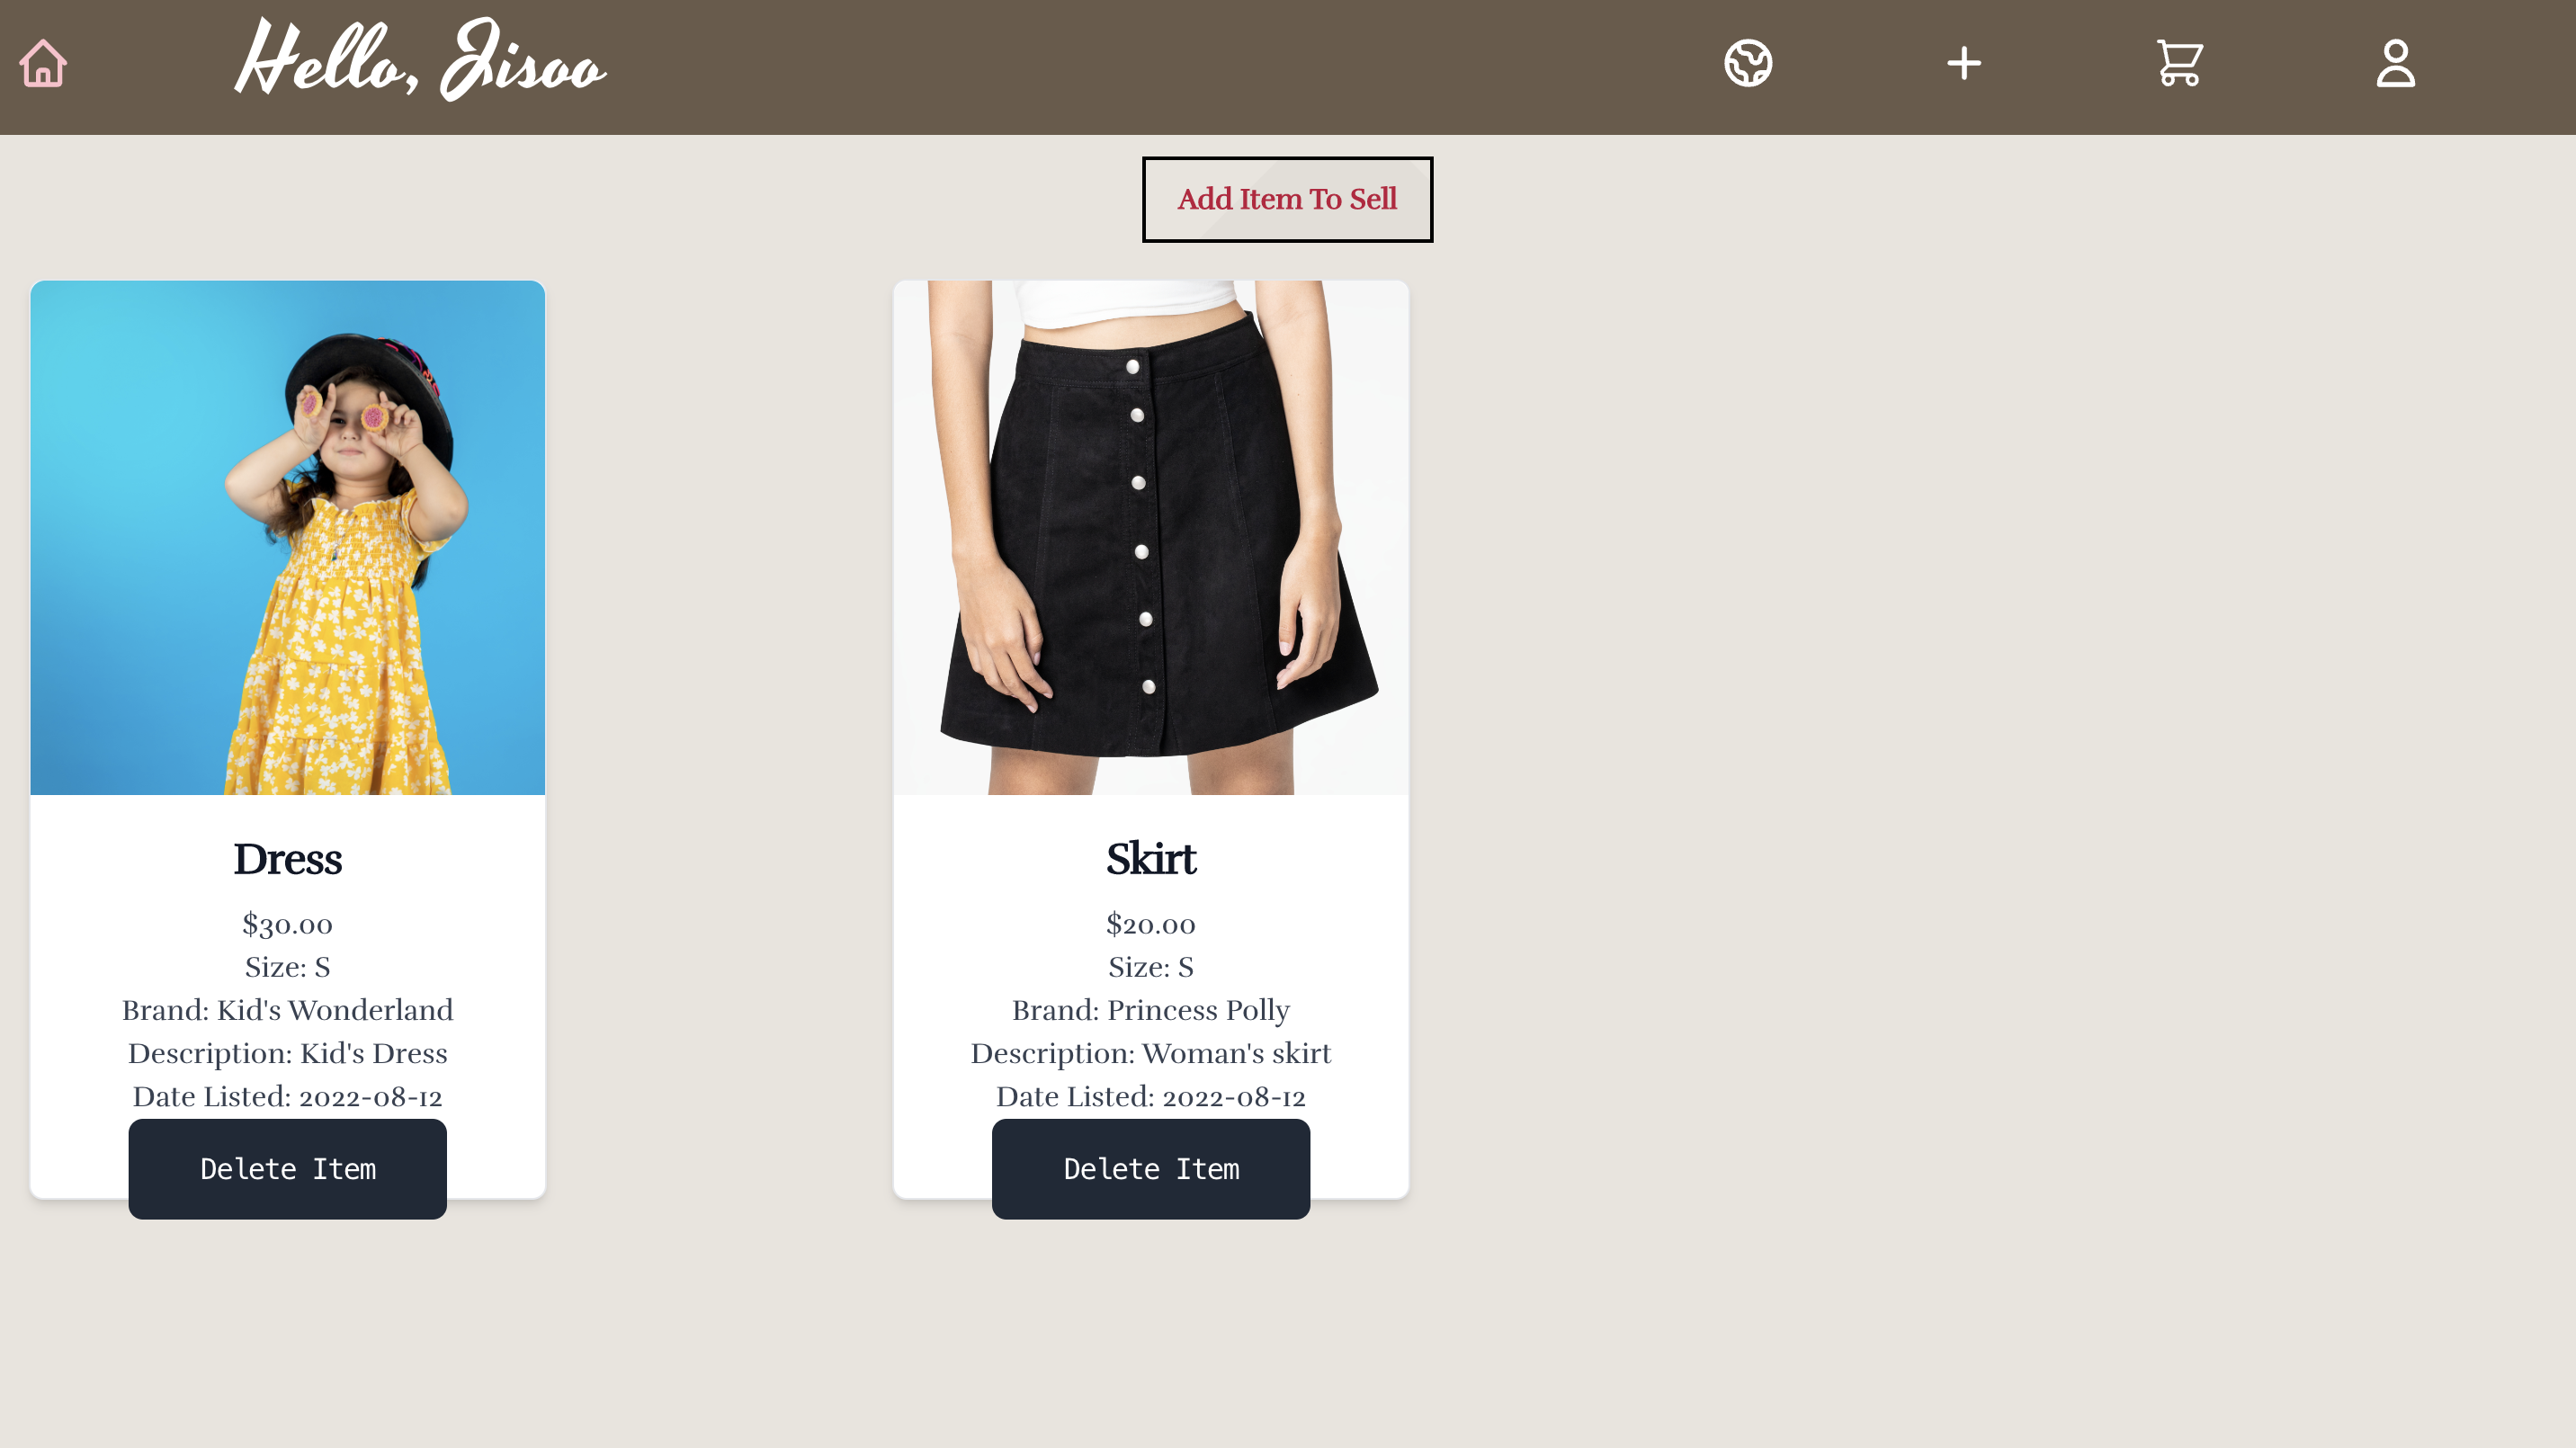 Hello, Jisoo
Add Item To Sell
Dress
$30.00
Size: S
Brand: Kid's Wonderland
Description: Kid's Dress
Date Listed: 2022-08-12
Delete Item
Skirt
$20.00
Size: S
Brand: Princess Polly
Description: Woman's skirt
Date Listed: 2022-08-12
Delete Item